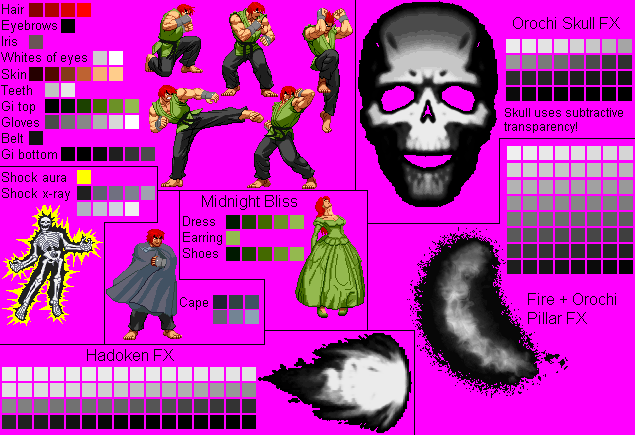 Hair
Eyebrows
Iris
Whites of eyes
Skin
Teeth
Gi top
Gloves
Belt
Gi bottom
Shock aura
Shock x-ray
Orochi Skull FX
Skull uses subtractive
transparency!
Midnight Bliss
Dress
Earring
Shoes
Cape
Fire + Orochi
Pillar FX
Hadoken FX